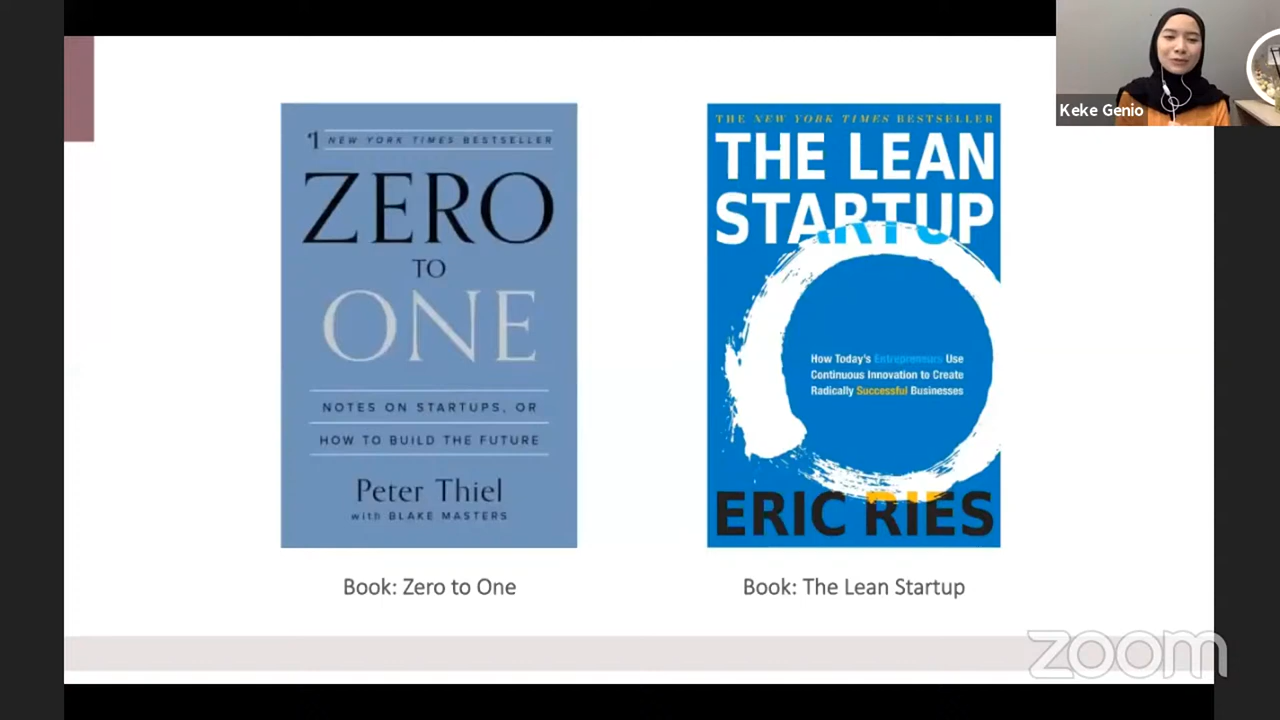 #1 NEW YORK TIMES BESTSELLER
ZERO
TO
ONE
NOTES ON STARTUPS, OR
HOW TO BUILD THE FUTURE
Peter Thiel
with BLAKE MASTERS
Book: Zero to One
THE NEW YORK TIMES BESTSELLER
THE LEAN
STARTUP
How Today's Entrepreneurs Use
Continuous Innovation to Create
Radically Successful Businesses
ERIC RIES
Book: The Lean Startup
Keke Genio
zoom